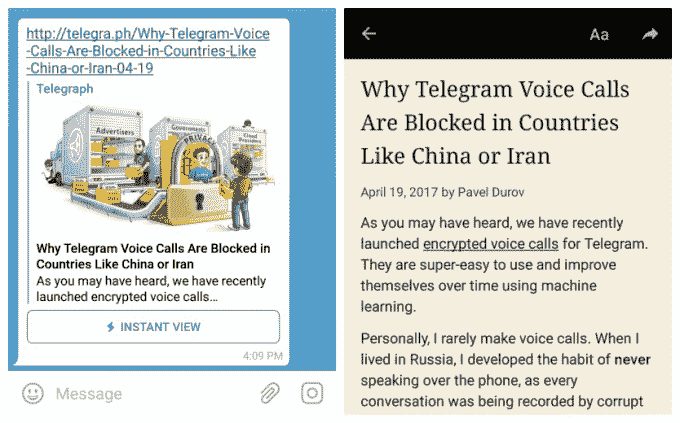 http://telegra.ph/Why-Telegram-Voice
-Calls-Are-Blocked-in-Countries-Like
-China-or-Iran-04-19
Telegraph
Advertisers
Governments
Cloud
Providers
PRIVACY
Why Telegram Voice Calls Are Blocked in
Countries Like China or Iran
As you may have heard, we have recently
launched encrypted voice calls…
INSTANT VIEW
4:09 PM
Message
Aa
Why Telegram Voice Calls
Are Blocked in Countries
Like China or Iran
April 19, 2017 by Pavel Durov
As you may have heard, we have recently
launched encrypted voice calls for Telegram.
They are super-easy to use and improve
themselves over time using machine
learning.
Personally, I rarely make voice calls. When I
lived in Russia, I developed the habit of never
speaking over the phone, as every
conversation was being recorded by corrupt